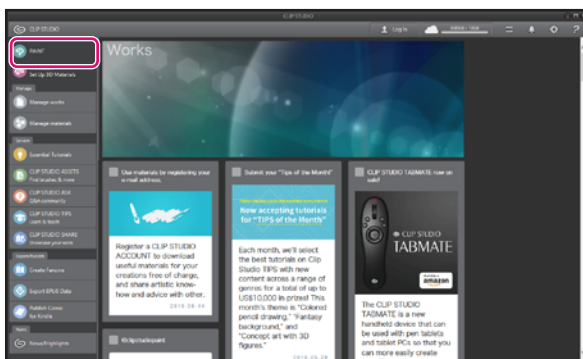 CLIP STUDIO
CLIP STUDIO
Log in
PAINT
Set Up 3D Materials
Manage
Manage works
Manage materials
Service
Essential Tutorials
CLIP STUDIO ASSETS
Find brushes & more
CLIP STUDIO ASK
Q&A community
CLIP STUDIO TIPS
Learn & teach
CLIP STUDIO SHARE
Showcase your work
Create Fanzine
Export EPUB Data
Publish Comic
for Kindle
News
News/Highlights
Works
Use materials by registering your
e-mail address.
Register a CLIP STUDIO
ACCOUNT to download
useful materials for your
creations free of charge,
and share artistic know-
how and advice with other.
@clipstudiopaint
Submit your "Tips of the Month!"
Now accepting tutorials
for "TIPS of the Month"
Each month, we'll select
the best tutorials on Clip
Studio TIPS with new
content across a range of
genres for a total of up to
US$10,000 in prizes! This
month's theme is "Colored
pencil drawing," "Fantasy
background," and
"Concept art with 3D
figures."
CLIP STUDIO TABMATE now on
sale!
CLIP STUDIO
TABMATE
amazon
The CLIP STUDIO
TABMATE is a new
handheld device that can
be used with pen tablets
and tablet PCs so that you
can more easily create